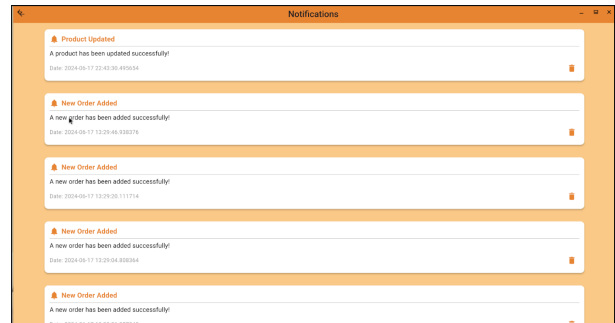 Notifications
Product Updated
A product has been updated successfully!
Date: 2024-06-17 22:43:30.495654
New Order Added
A new order has been added successfully!
Date: 2024-06-17 13:29:46.938376
New Order Added
A new order has been added successfully!
Date: 2024-06-17 13:29:20.111714
New Order Added
A new order has been added successfully!
Date: 2024-06-17 13:29:04.808364
New Order Added
A new order has been added successfully!